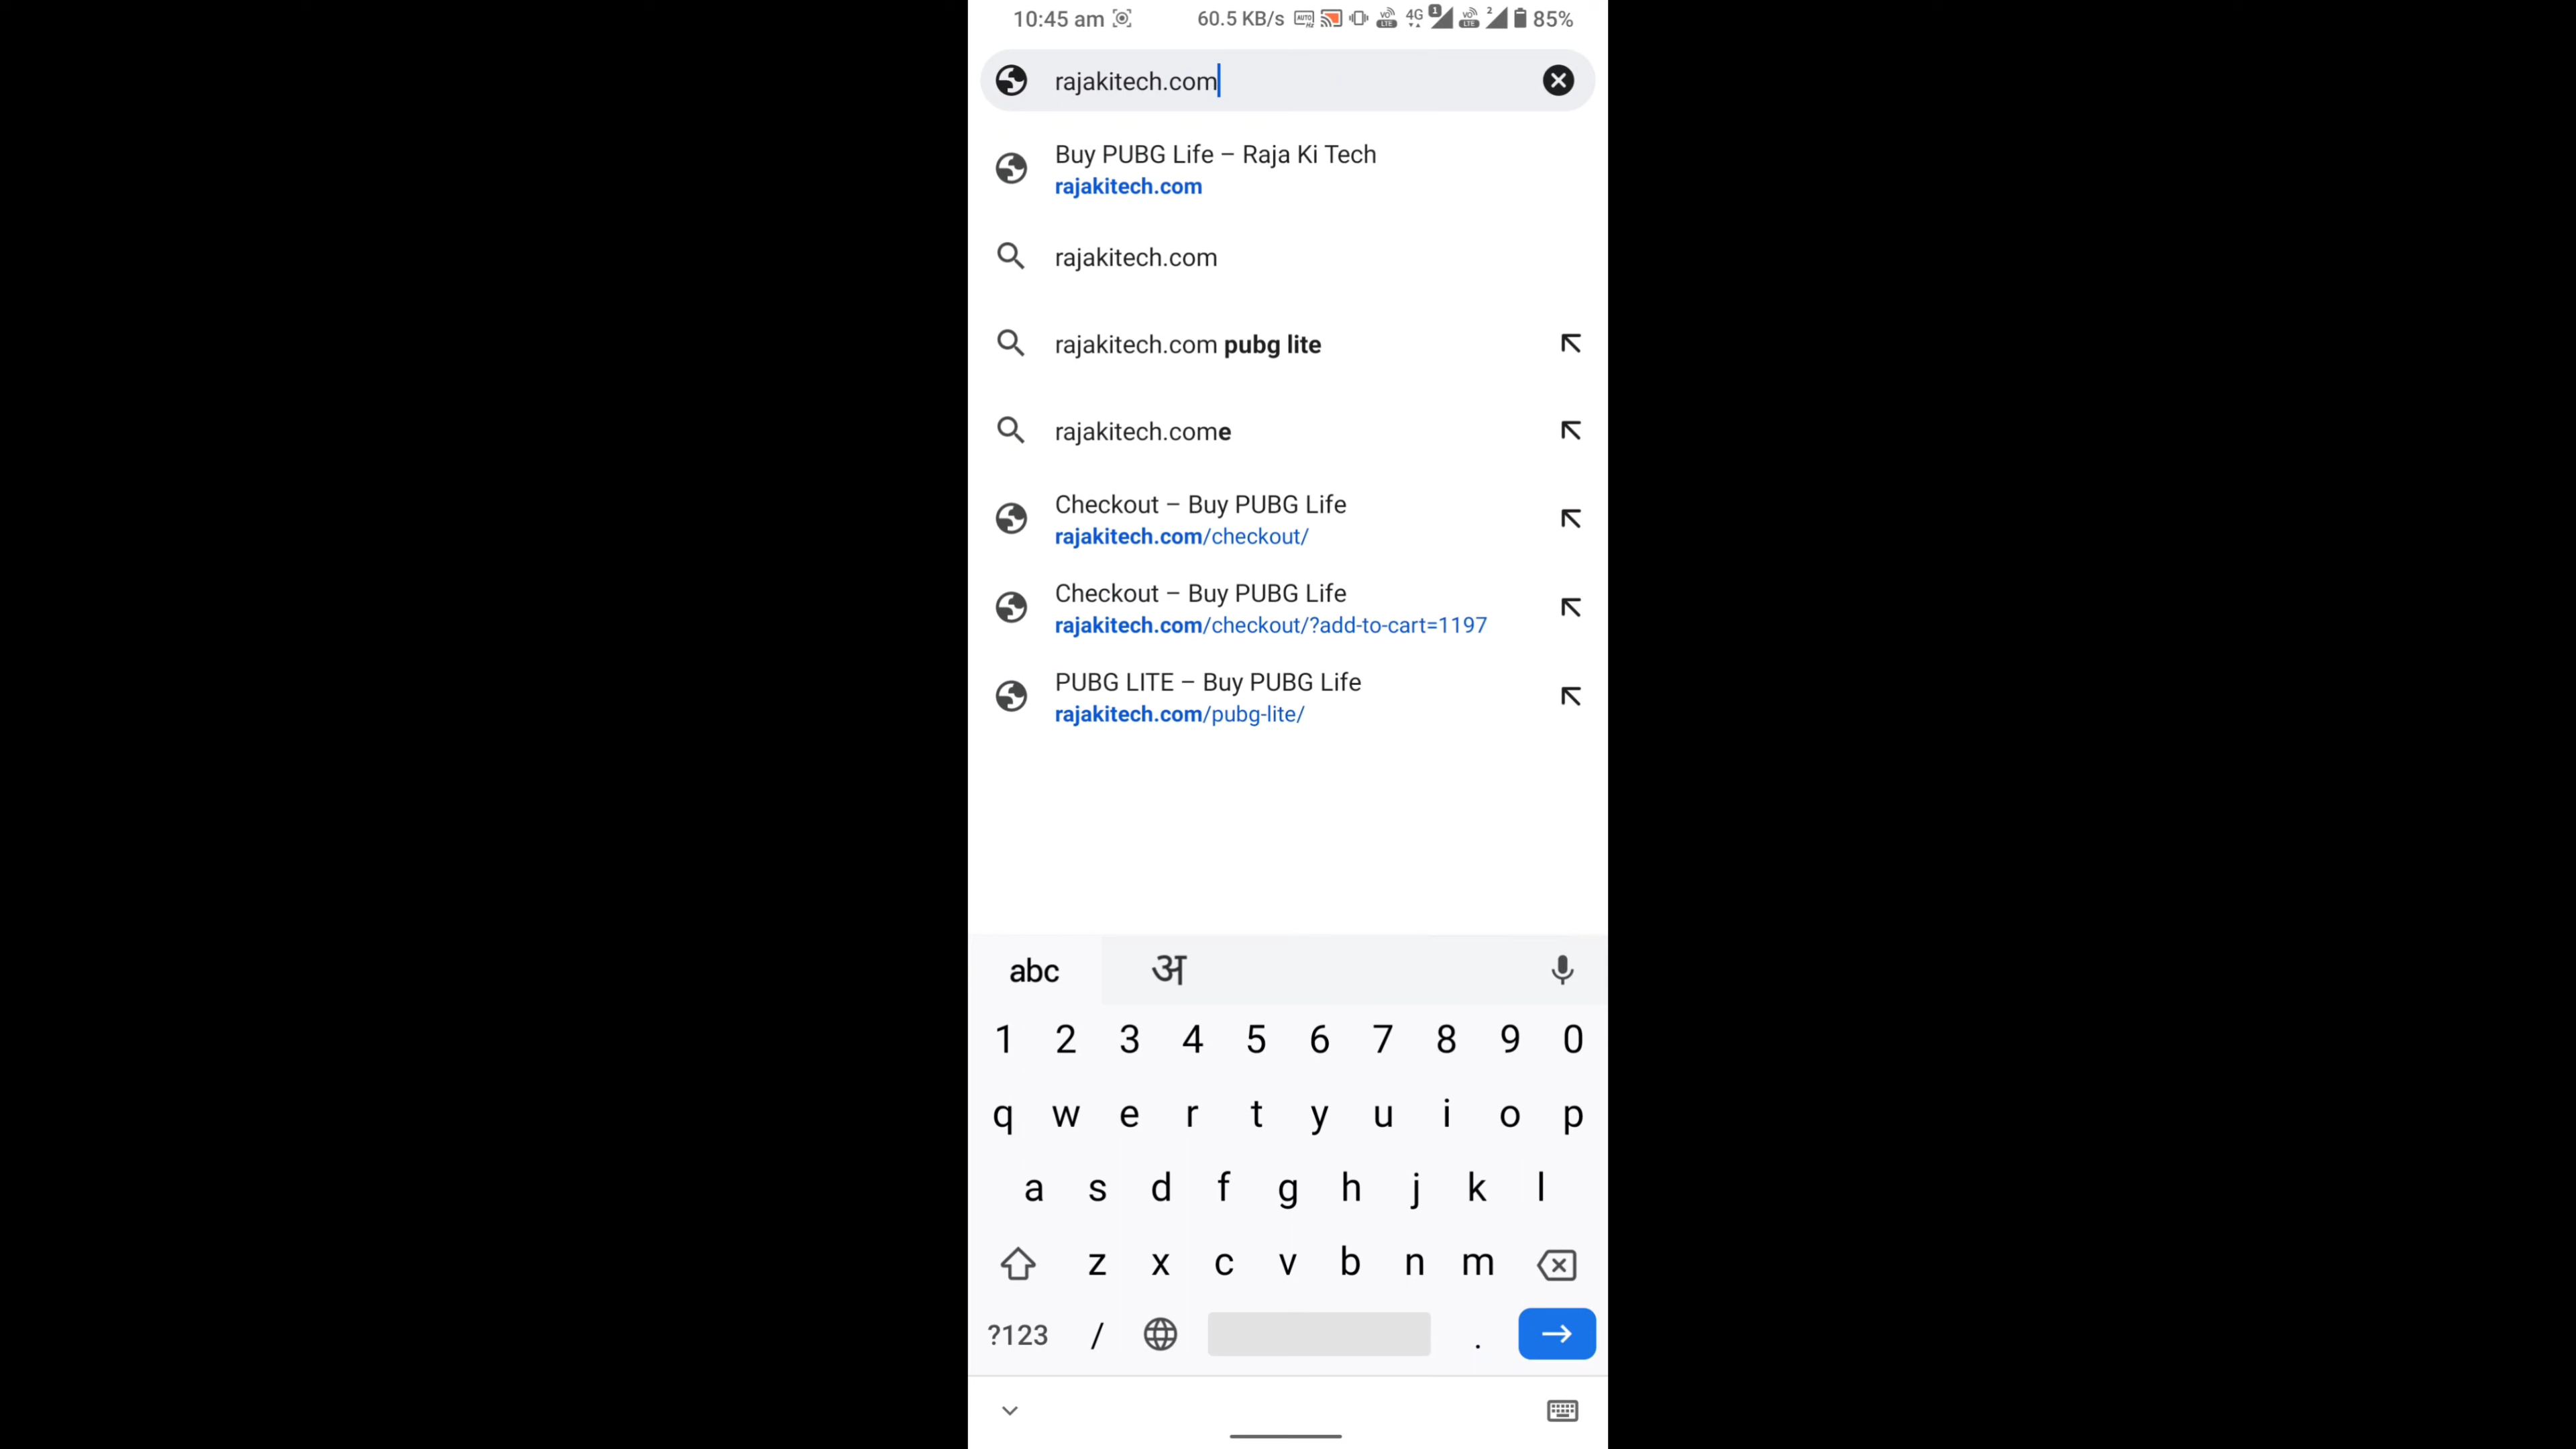 10:45 am 60.5 KB/s 4G 1 2 85%
rajakitech.com
Buy PUBG Life – Raja Ki Tech
rajakitech.com
rajakitech.com
rajakitech.com pubg lite
rajakitech.come
Checkout – Buy PUBG Life
rajakitech.com/checkout/
Checkout – Buy PUBG Life
rajakitech.com/checkout/?add-to-cart=1197
PUBG LITE – Buy PUBG Life
rajakitech.com/pubg-lite/
abc अ
1 2 3 4 5 6 7 8 9 0
q w e r t y u i o p
a s d f g h j k l
z x c v b n m
?123 / .